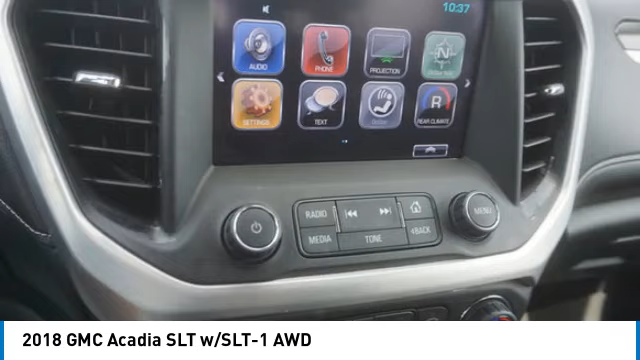 10:37
AUDIO
PHONE
PROJECTION
N
SETTINGS
TEXT
R
REAR CLIMATE
RADIO
MENU
MEDIA
TONE
BACK
2018 GMC Acadia SLT w/SLT-1 AWD